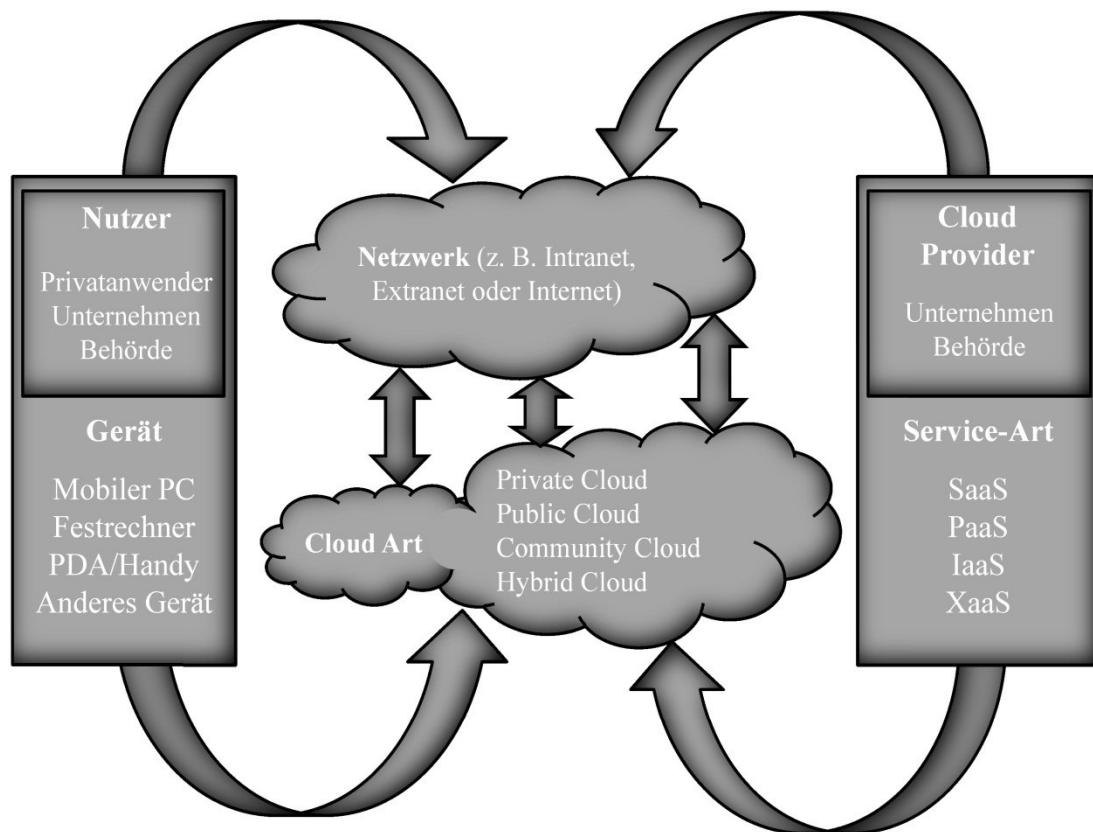 Nutzer
Privatanwender
Unternehmen
Behörde
Gerät
Mobiler PC
Festrechner
PDA/Handy
Anderes Gerät
Netzwerk (z. B. Intranet,
Extranet oder Internet)
Cloud Art
Private Cloud
Public Cloud
Community Cloud
Hybrid Cloud
Cloud
Provider
Unternehmen
Behörde
Service-Art
SaaS
PaaS
IaaS
XaaS